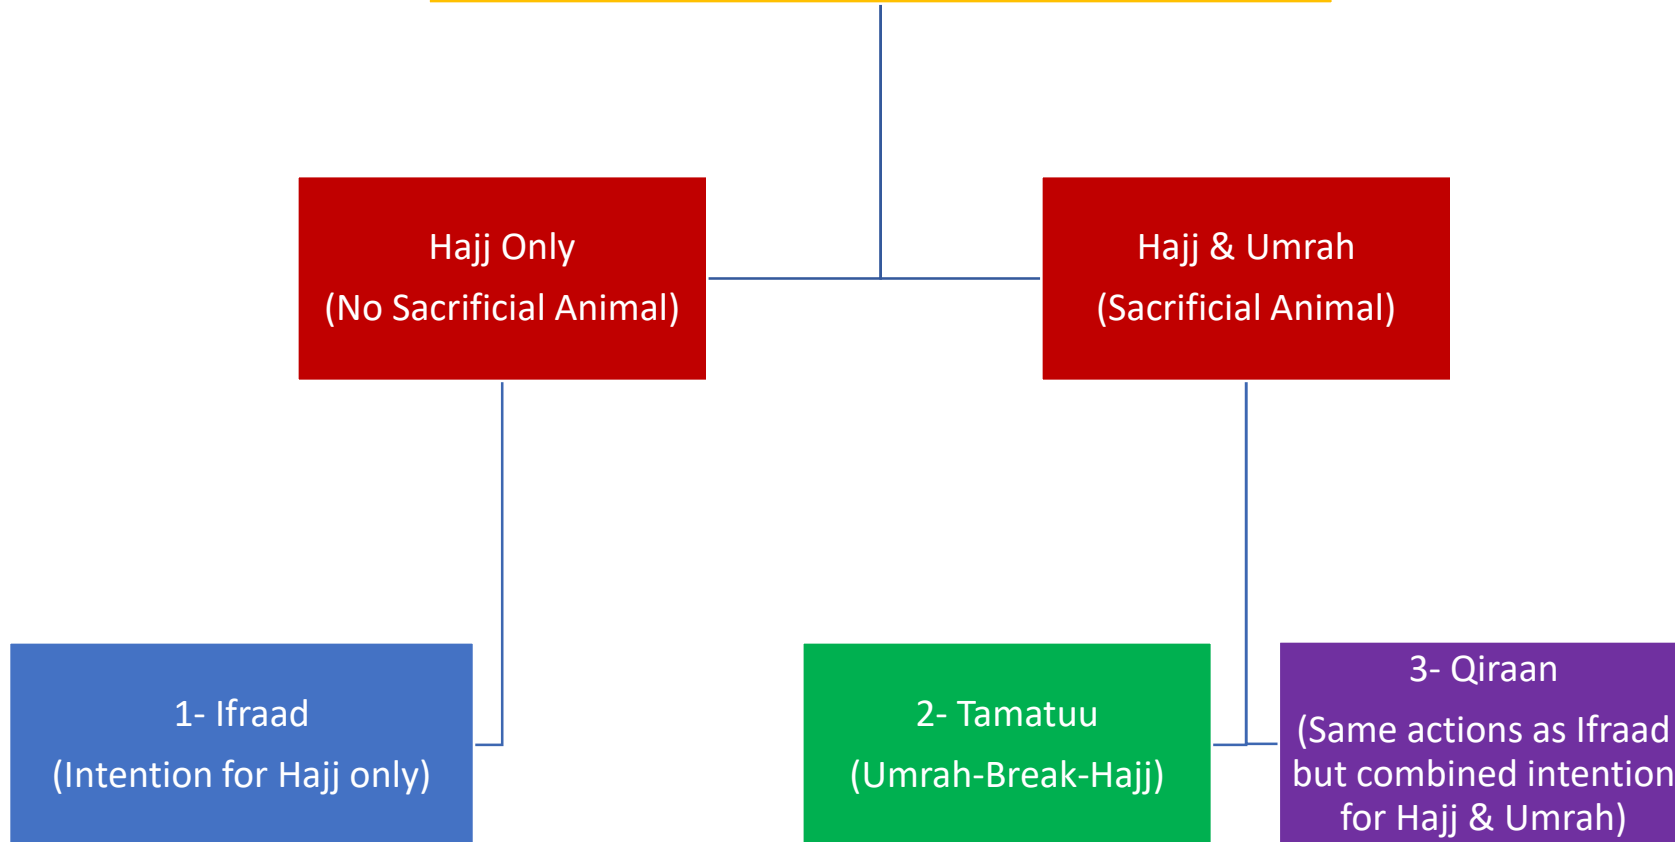 Hajj Only
(No Sacrificial Animal)
Hajj & Umrah
(Sacrificial Animal)
1- Ifraad
(Intention for Hajj only)
2- Tamatuu
(Umrah-Break-Hajj)
3- Qiraan
(Same actions as Ifraad
but combined intention
for Hajj & Umrah)